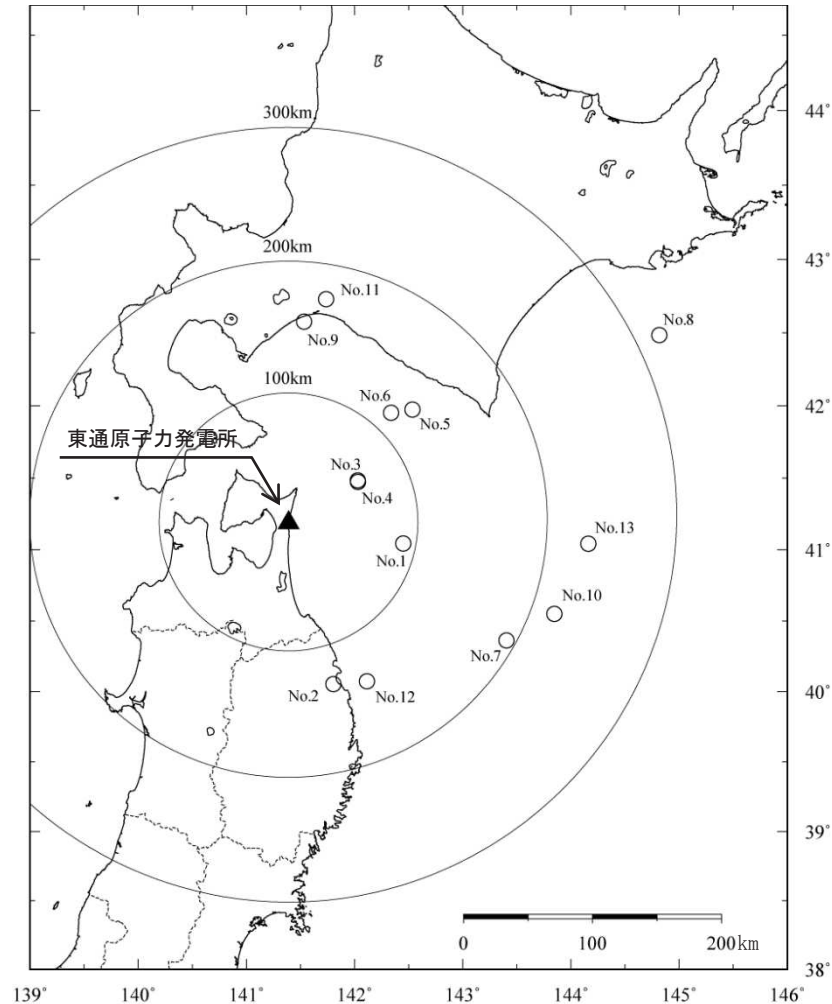 300km
44°
43°
200km
No.11
No.9
No.8
100km
42°
No.6
No.5
東通原子力発電所
No.3
No.4
No.13
41°
No.1
No.10
No.7
40°
No.2
No.12
39°
0
100
200km
38°
139°
140°
141°
142°
143°
144°
145°
146°